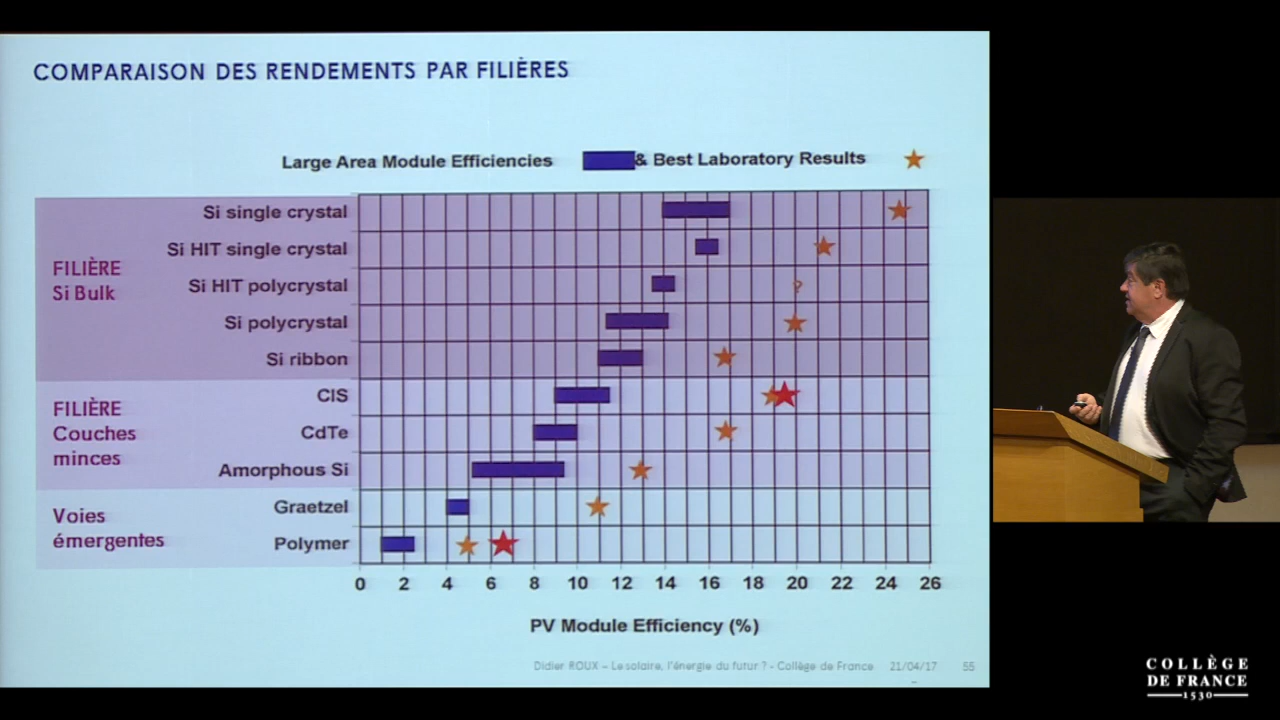 COMPARAISON DES RENDEMENTS PAR FILIÈRES
Large Area Module Efficiencies & Best Laboratory Results
FILIÈRE
Si Bulk
Si single crystal
Si HIT single crystal
Si HIT polycrystal
?
Si polycrystal
Si ribbon
FILIÈRE
Couches
minces
CIS
CdTe
Amorphous Si
Voies
émergentes
Graetzel
Polymer
0 2 4 6 8 10 12 14 16 18 20 22 24 26
PV Module Efficiency (%)
Didier ROUX – Le solaire, l'énergie du futur ? - Collège de France 21/04/17 55
COLLÈGE
DE FRANCE
1530